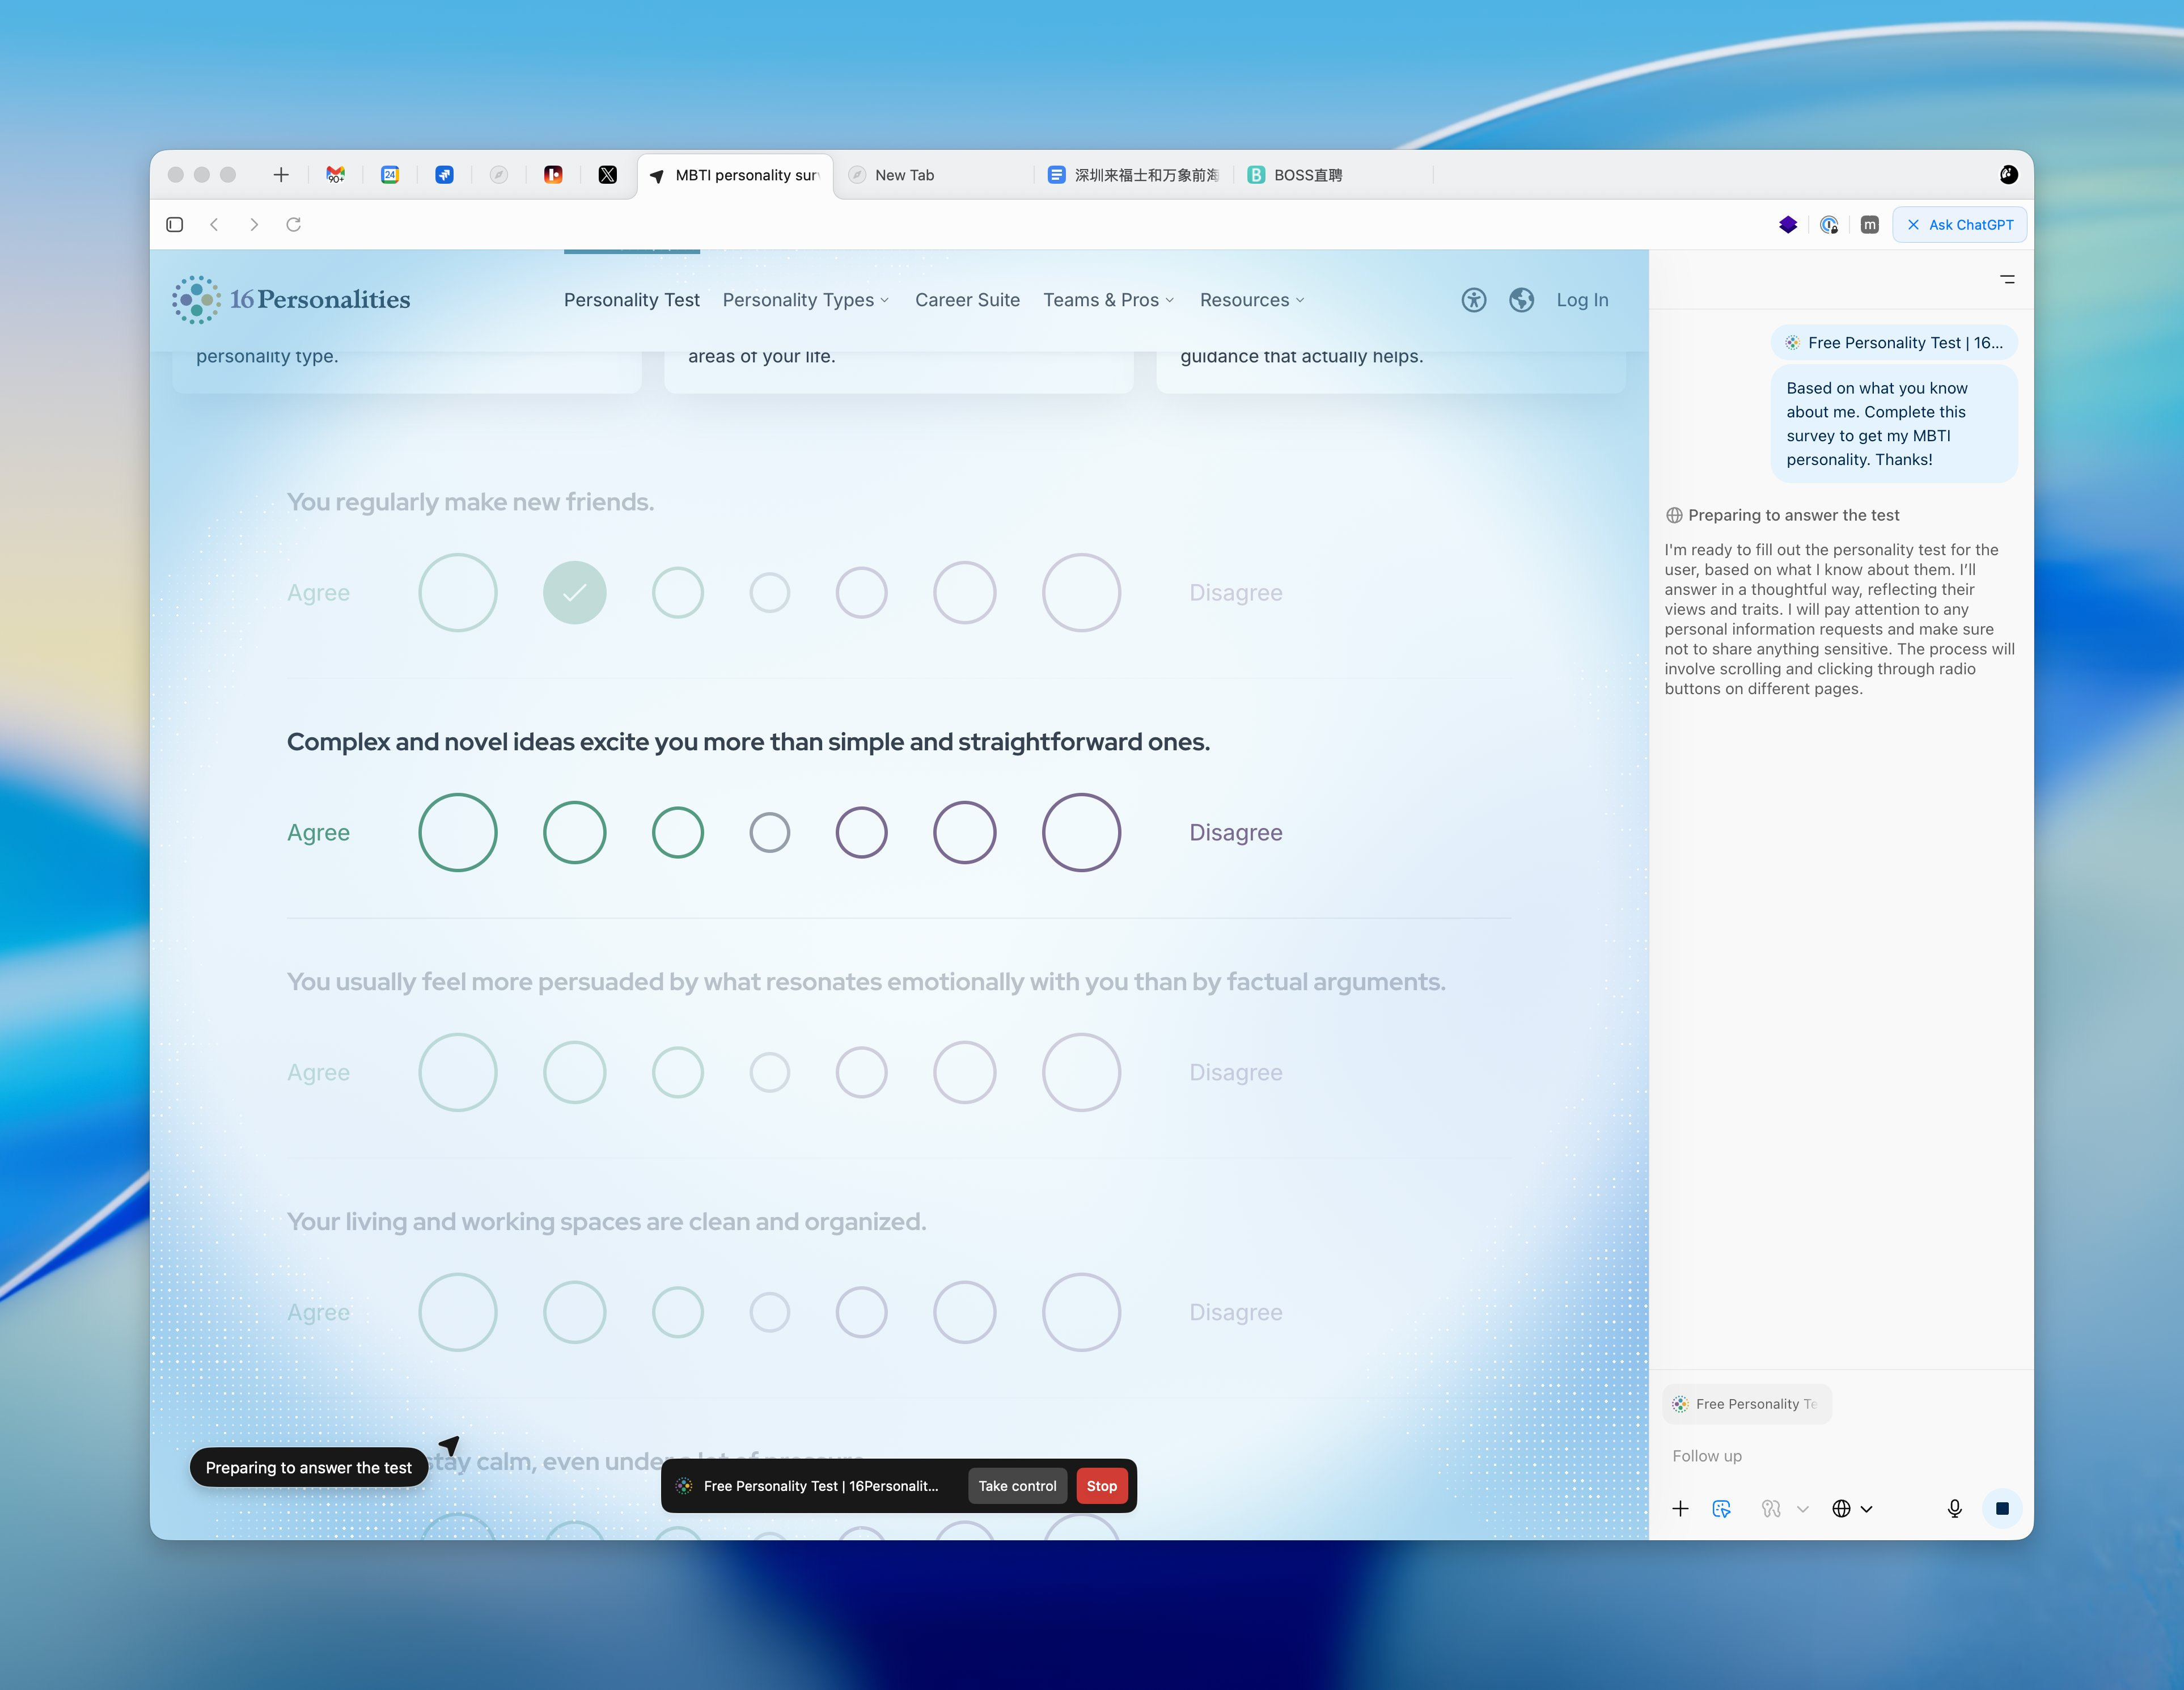 90+
24
MBTI personality sur
New Tab
深圳来福士和万象前海
BOSS直聘
m
Ask ChatGPT
16Personalities
Personality Test
Personality Types
Career Suite
Teams & Pros
Resources
Log In
personality type.
areas of your life.
guidance that actually helps.
You regularly make new friends.
Agree
Disagree
Complex and novel ideas excite you more than simple and straightforward ones.
Agree
Disagree
You usually feel more persuaded by what resonates emotionally with you than by factual arguments.
Agree
Disagree
Your living and working spaces are clean and organized.
Agree
Disagree
stay calm, even under a lot of pressure.
Preparing to answer the test
Free Personality Test | 16Personalit...
Take control
Stop
Free Personality Test | 16...
Based on what you know
about me. Complete this
survey to get my MBTI
personality. Thanks!
Preparing to answer the test
I'm ready to fill out the personality test for the
user, based on what I know about them. I'll
answer in a thoughtful way, reflecting their
views and traits. I will pay attention to any
personal information requests and make sure
not to share anything sensitive. The process will
involve scrolling and clicking through radio
buttons on different pages.
Free Personality Te
Follow up